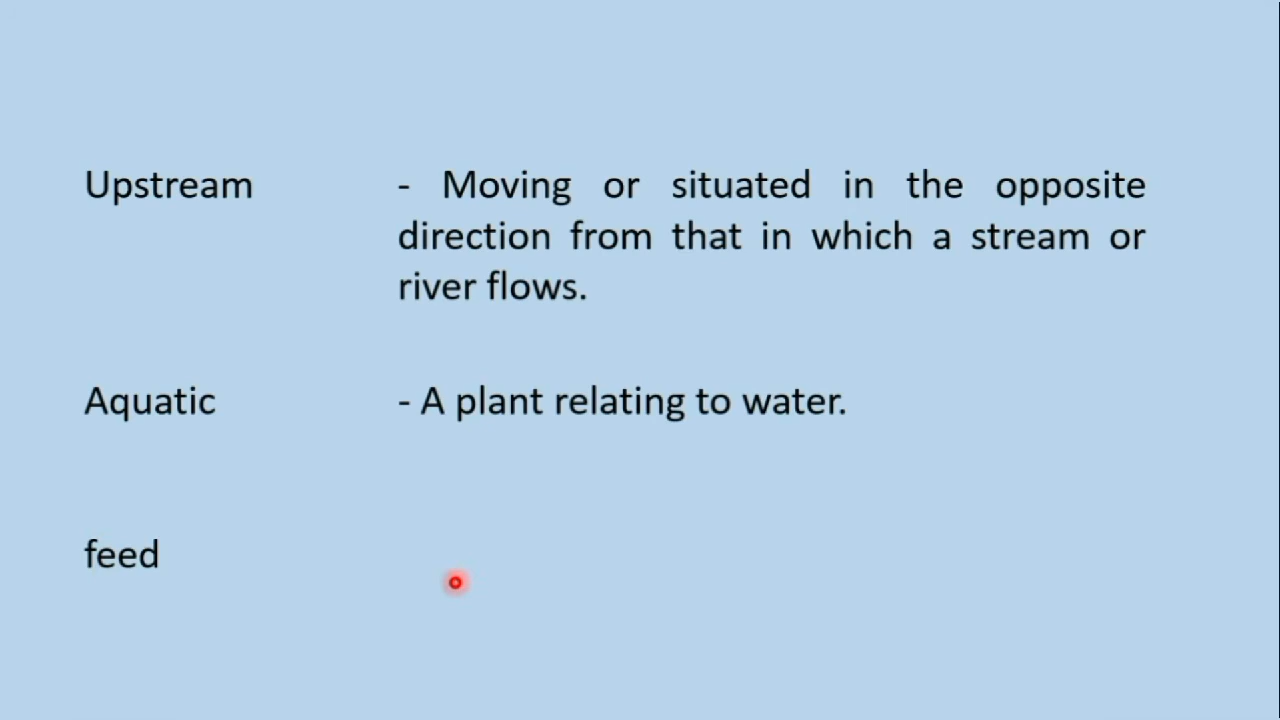 Upstream - Moving or situated in the opposite
direction from that in which a stream or
river flows.
Aquatic - A plant relating to water.
feed